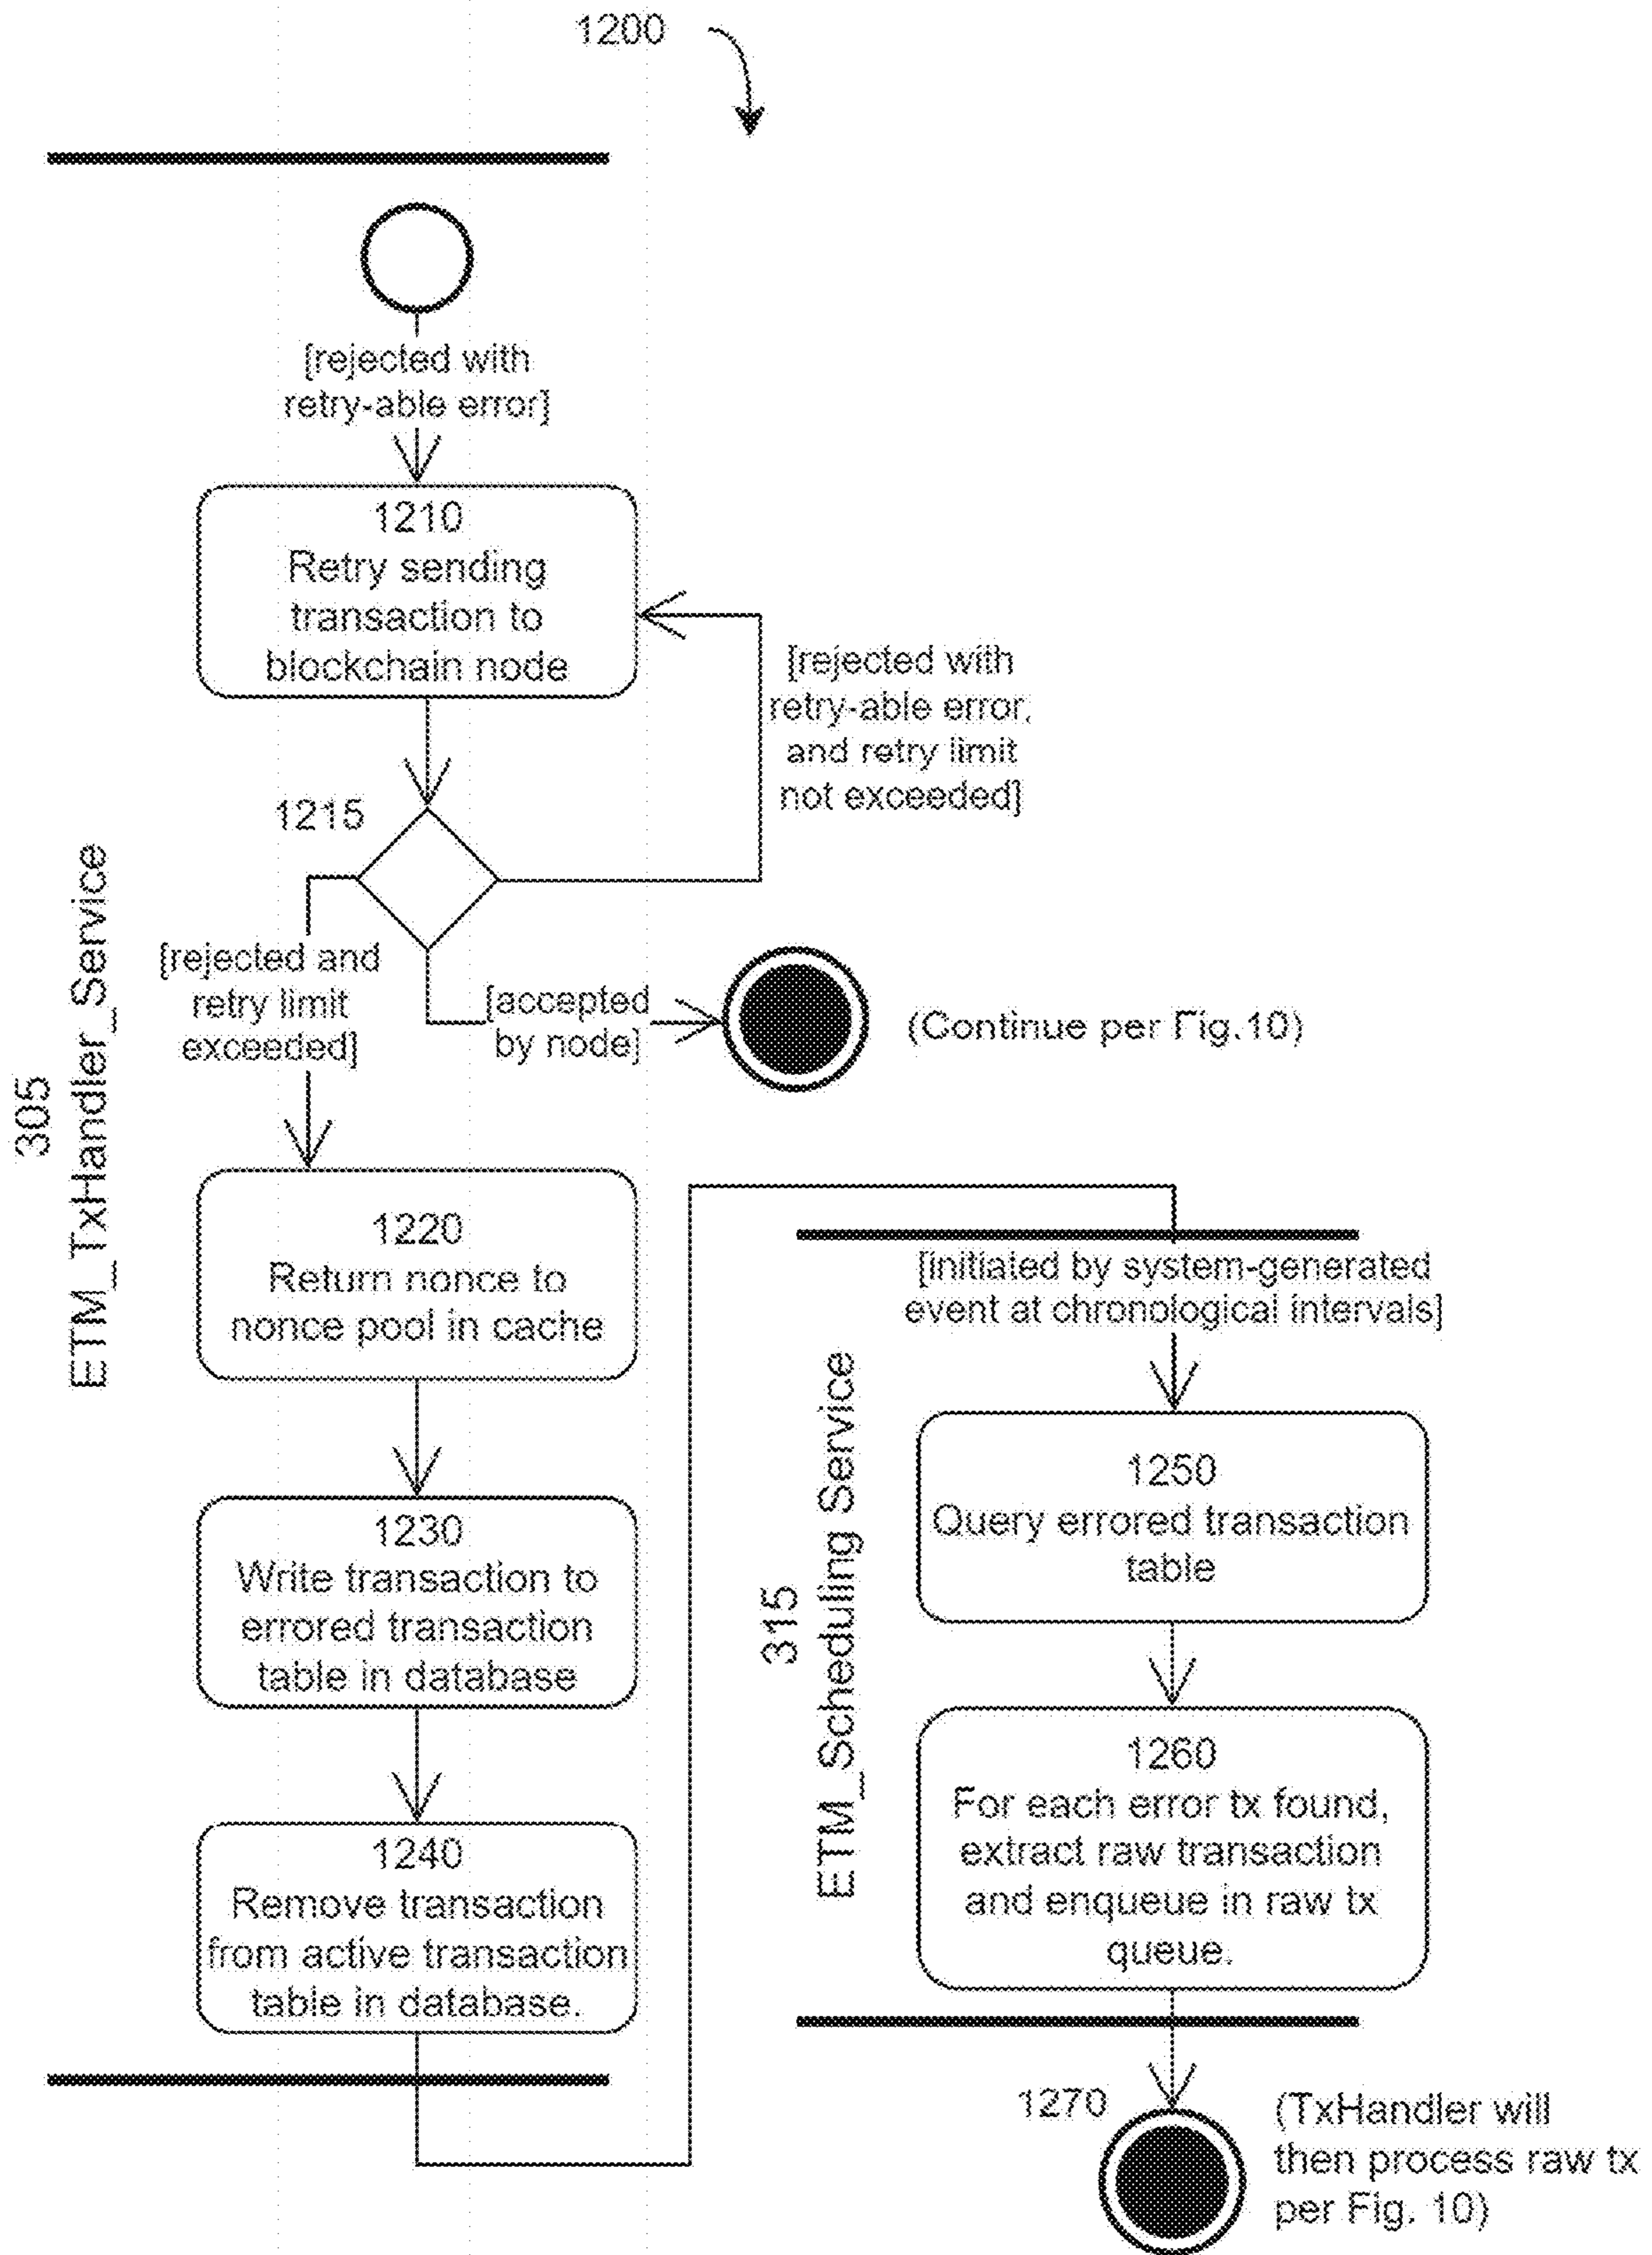 1200
[rejected with
retry-able error]
1210
Retry sending
transaction to
blockchain node
[rejected with
retry-able error,
and retry limit
not exceeded]
1215
[rejected and
retry limit
exceeded]
[accepted
by node]
(Continue per Fig.10)
305
ETM_TxHandler_Service
1220
Return nonce to
nonce pool in cache
1230
Write transaction to
errored transaction
table in database
1240
Remove transaction
from active transaction
table in database.
[initiated by system-generated
event at chronological intervals]
315
ETM_Scheduling Service
1250
Query errored transaction
table
1260
For each error tx found,
extract raw transaction
and enqueue in raw tx
queue.
1270
(TxHandler will
then process raw tx
per Fig. 10)